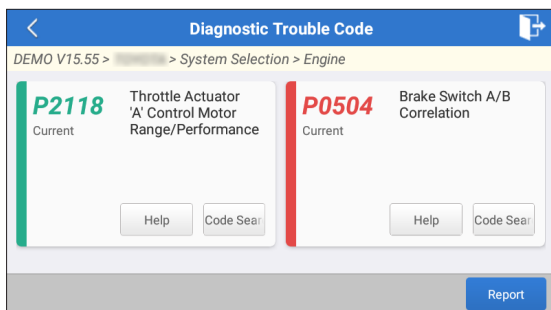 Diagnostic Trouble Code
DEMO V15.55 > > System Selection > Engine
P2118
Current
Throttle Actuator
'A' Control Motor
Range/Performance
Help
Code Sear
P0504
Current
Brake Switch A/B
Correlation
Help
Code Sear
Report